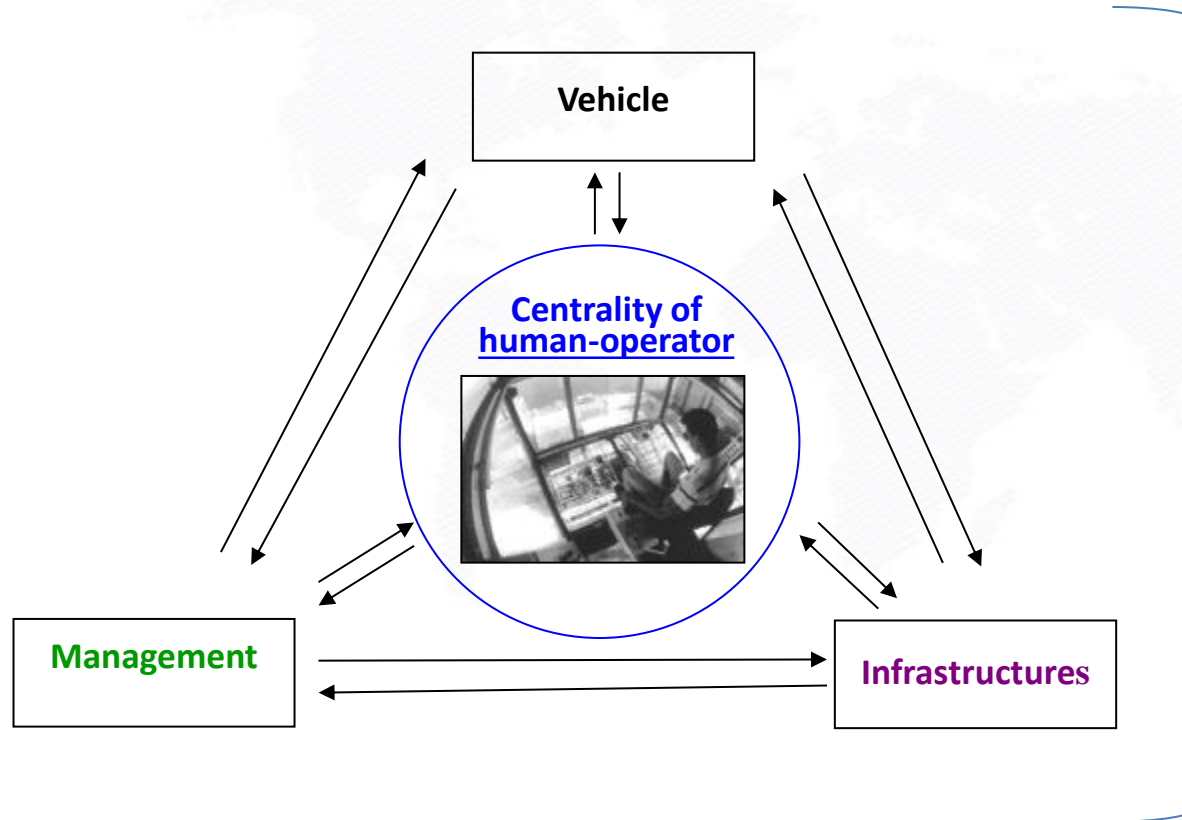 Vehicle
Centrality of
human-operator
Management
Infrastructures